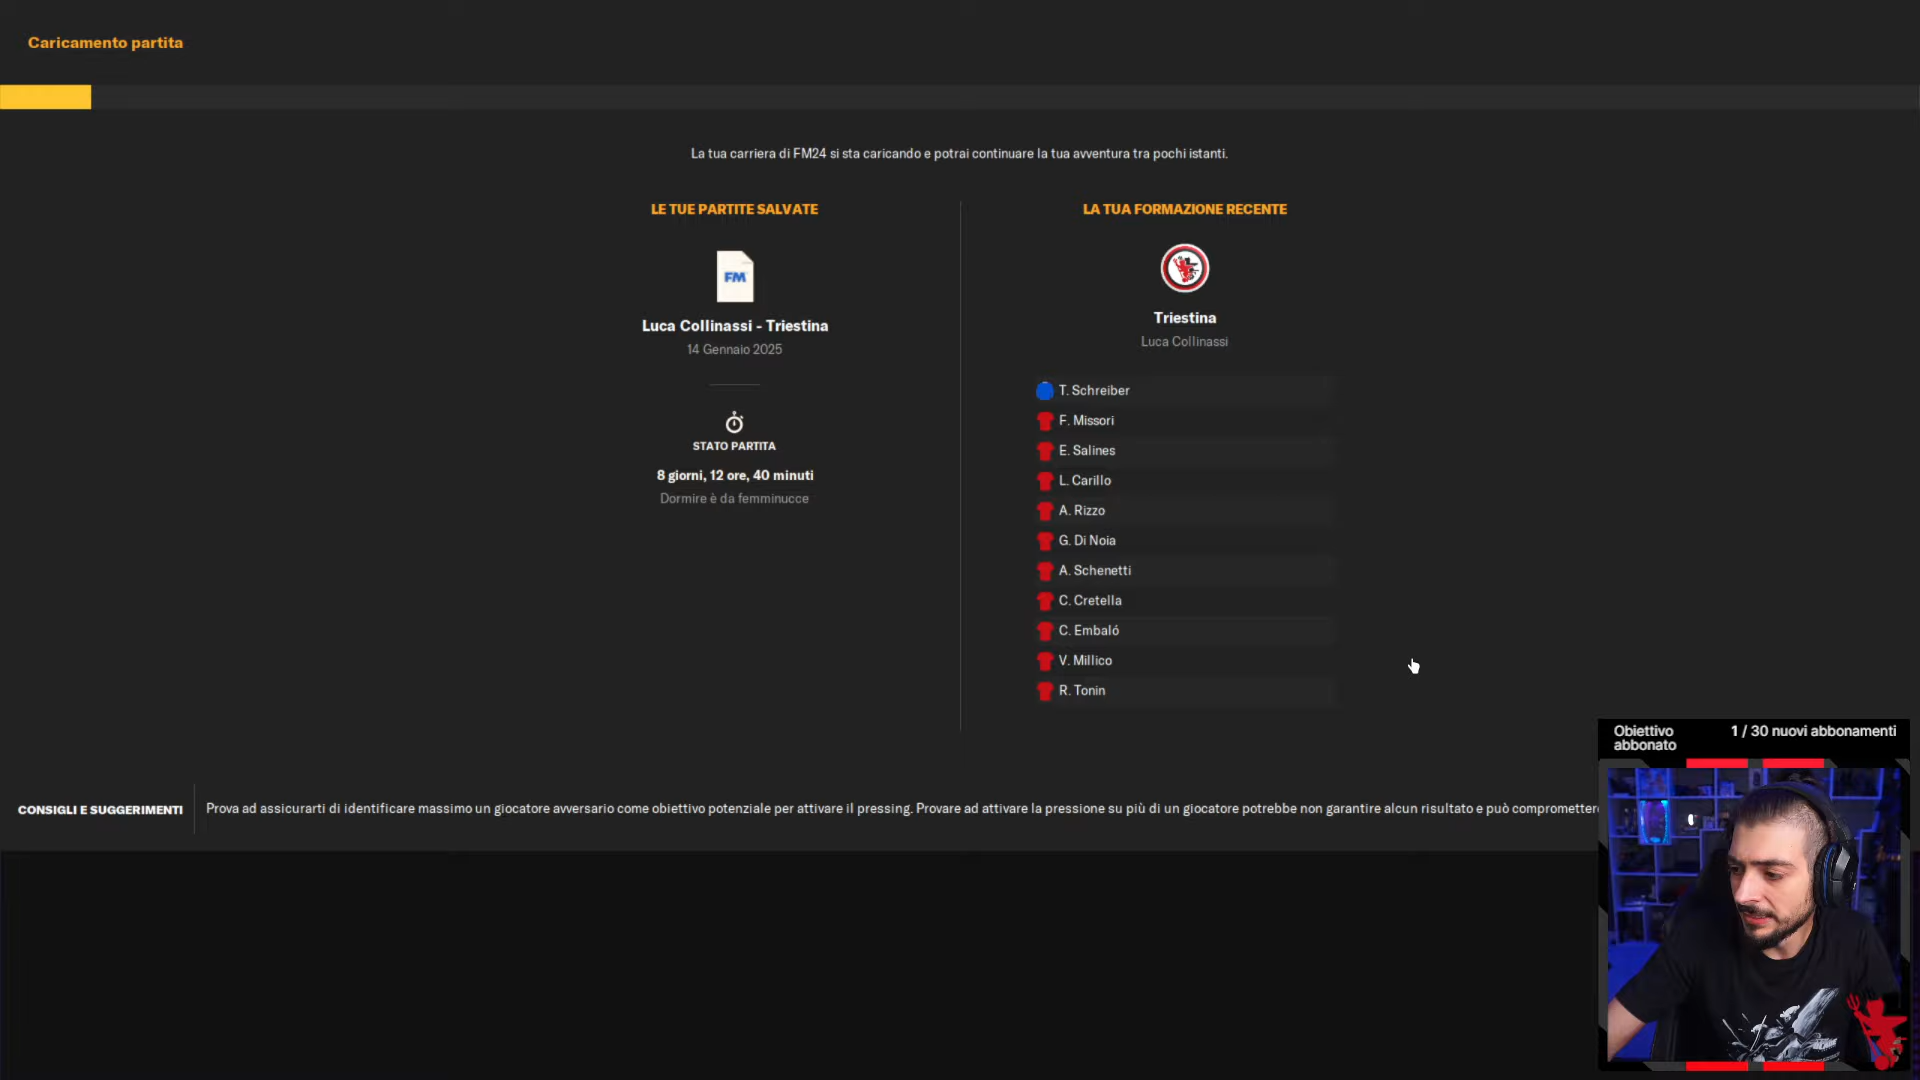 Caricamento partita
La tua carriera di FM24 si sta caricando e potrai continuare la tua avventura tra pochi istanti.
LE TUE PARTITE SALVATE
FM
Luca Collinassi - Triestina
14 Gennaio 2025
STATO PARTITA
8 giorni, 12 ore, 40 minuti
Dormire è da femminucce
LA TUA FORMAZIONE RECENTE
Triestina
Luca Collinassi
T. Schreiber
F. Missori
E. Salines
L. Carillo
A. Rizzo
G. Di Noia
A. Schenetti
C. Cretella
C. Embaló
V. Millico
R. Tonin
Obiettivo abbonato
1 / 30 nuovi abbonamenti
CONSIGLI E SUGGERIMENTI
Prova ad assicurarti di identificare massimo un giocatore avversario come obiettivo potenziale per attivare il pressing. Provare ad attivare la pressione su più di un giocatore potrebbe non garantire alcun risultato e può compromettere